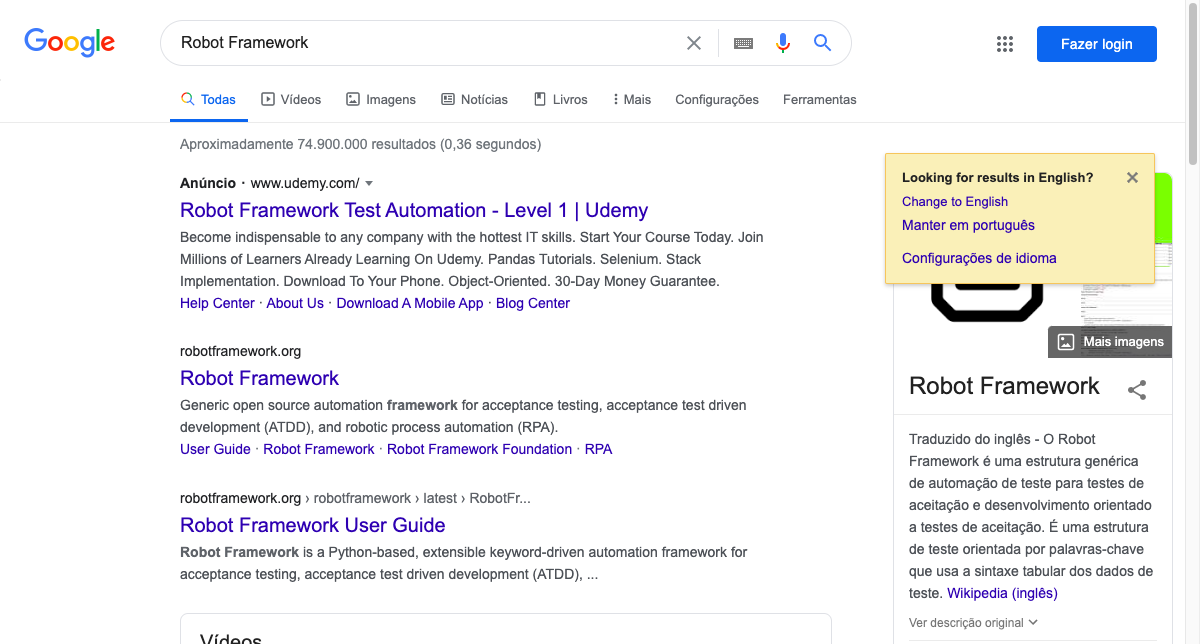 Google
Robot Framework
Fazer login
Todas
Vídeos
Imagens
Notícias
Livros
Mais
Configurações
Ferramentas
Aproximadamente 74.900.000 resultados (0,36 segundos)
Anúncio · www.udemy.com/
Robot Framework Test Automation - Level 1 | Udemy
Become indispensable to any company with the hottest IT skills. Start Your Course Today. Join
Millions of Learners Already Learning On Udemy. Pandas Tutorials. Selenium. Stack
Implementation. Download To Your Phone. Object-Oriented. 30-Day Money Guarantee.
Help Center · About Us · Download A Mobile App · Blog Center
robotframework.org
Robot Framework
Generic open source automation framework for acceptance testing, acceptance test driven
development (ATDD), and robotic process automation (RPA).
User Guide · Robot Framework · Robot Framework Foundation · RPA
robotframework.org › robotframework › latest › RobotFr...
Robot Framework User Guide
Robot Framework is a Python-based, extensible keyword-driven automation framework for
acceptance testing, acceptance test driven development (ATDD), ...
Vídeos
Looking for results in English?
Change to English
Manter em português
Configurações de idioma
Mais imagens
Robot Framework
Traduzido do inglês - O Robot
Framework é uma estrutura genérica
de automação de teste para testes de
aceitação e desenvolvimento orientado
a testes de aceitação. É uma estrutura
de teste orientada por palavras-chave
que usa a sintaxe tabular dos dados de
teste. Wikipedia (inglês)
Ver descrição original